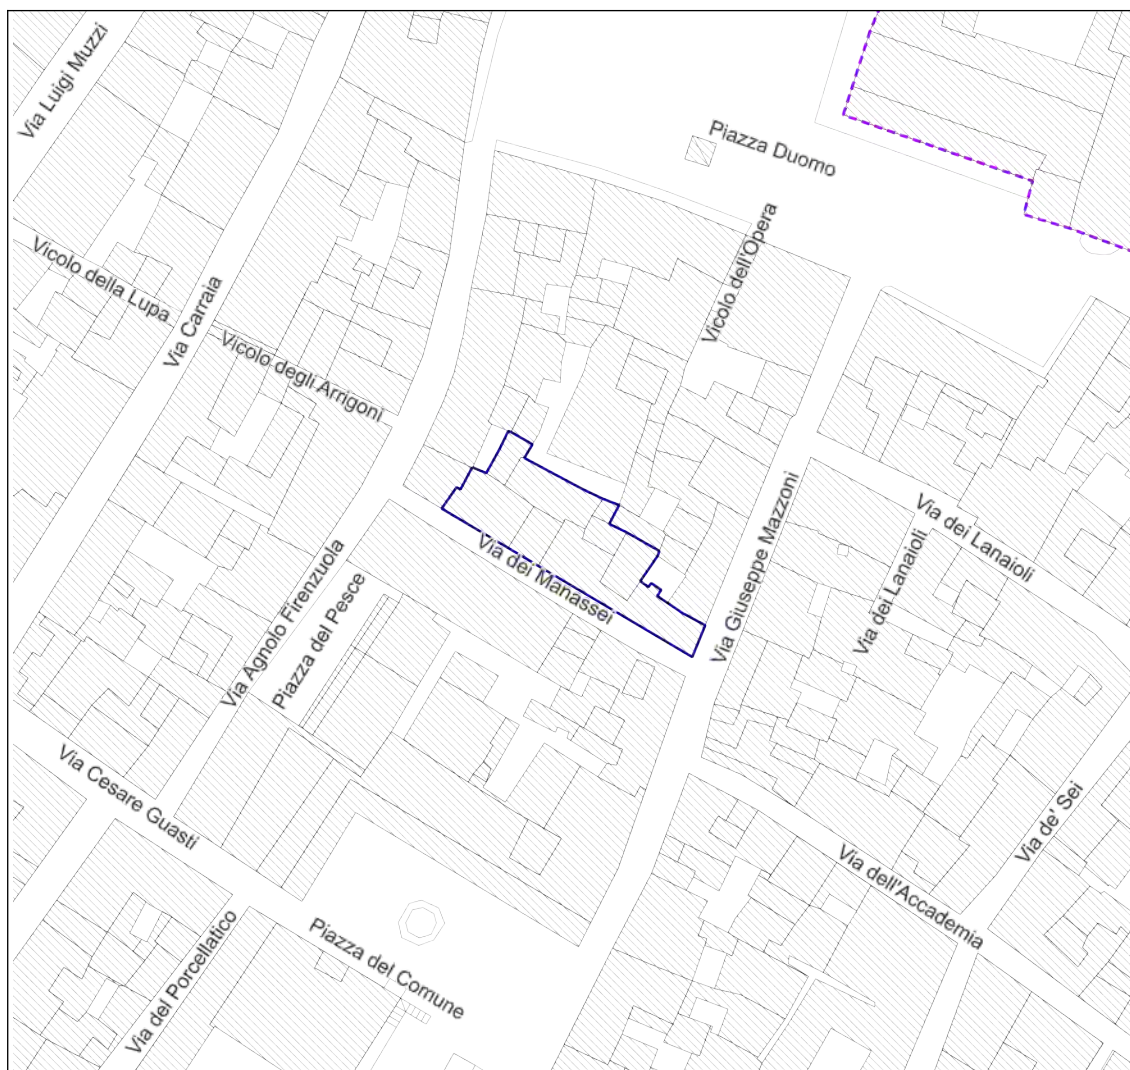 Via Luigi Muzzi
Piazza Duomo
Vicolo della Lupa
Via Carraia
Vicolo dell'Opera
Vicolo degli Arrigoni
Via Giuseppe Mazzoni
Via dei Lanaioli
Via dei Lanaioli
Via dei Manassei
Via Agnolo Firenzuola
Piazza del Pesce
Via Cesare Guasti
Via de' Sei
Via dell'Accademia
Via del Porcellatico
Piazza del Comune